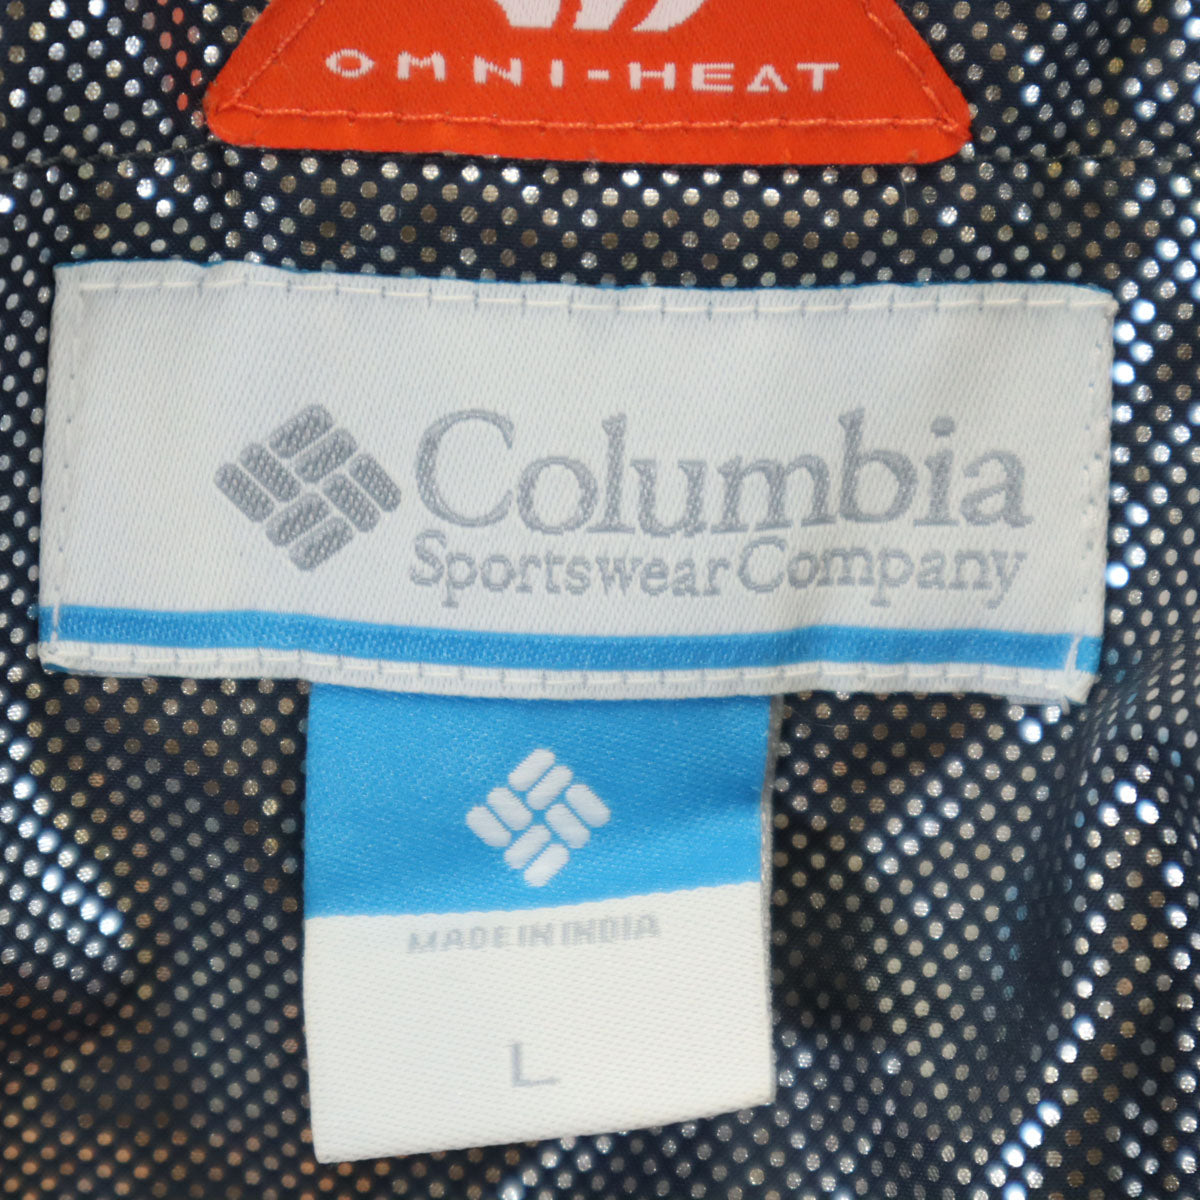 OMNI-HEAT
Columbia
Sportswear Company
MADE IN INDIA
L